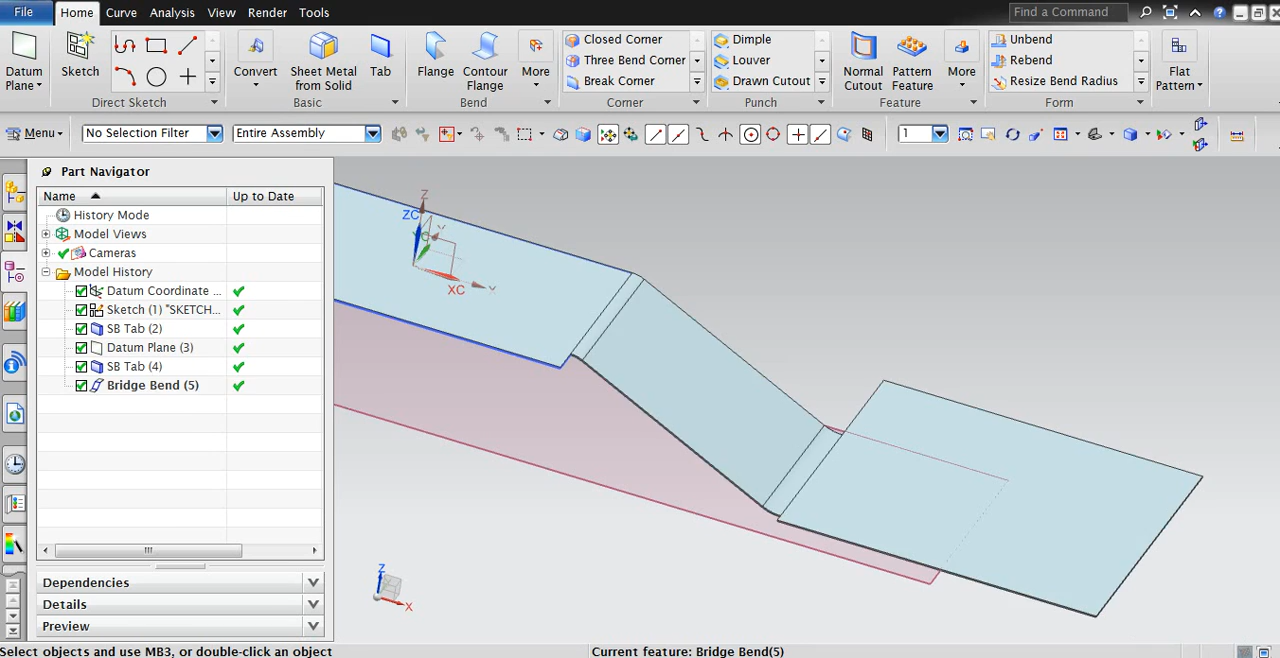 File Home Curve Analysis View Render Tools Find a Command
Datum Plane
Sketch
Direct Sketch
Convert
Sheet Metal from Solid
Tab
Basic
Flange
Contour Flange
More
Bend
Closed Corner
Three Bend Corner
Break Corner
Corner
Dimple
Louver
Drawn Cutout
Punch
Normal Cutout
Pattern Feature
More
Feature
Unbend
Rebend
Resize Bend Radius
Form
Flat Pattern
Menu No Selection Filter Entire Assembly 1
Part Navigator
Name Up to Date
History Mode
Model Views
Cameras
Model History
Datum Coordinate ...
Sketch (1) "SKETCH...
SB Tab (2)
Datum Plane (3)
SB Tab (4)
Bridge Bend (5)
Dependencies
Details
Preview
Z
ZC
Y
XC
Z
X
Select objects and use MB3, or double-click an object Current feature: Bridge Bend(5)